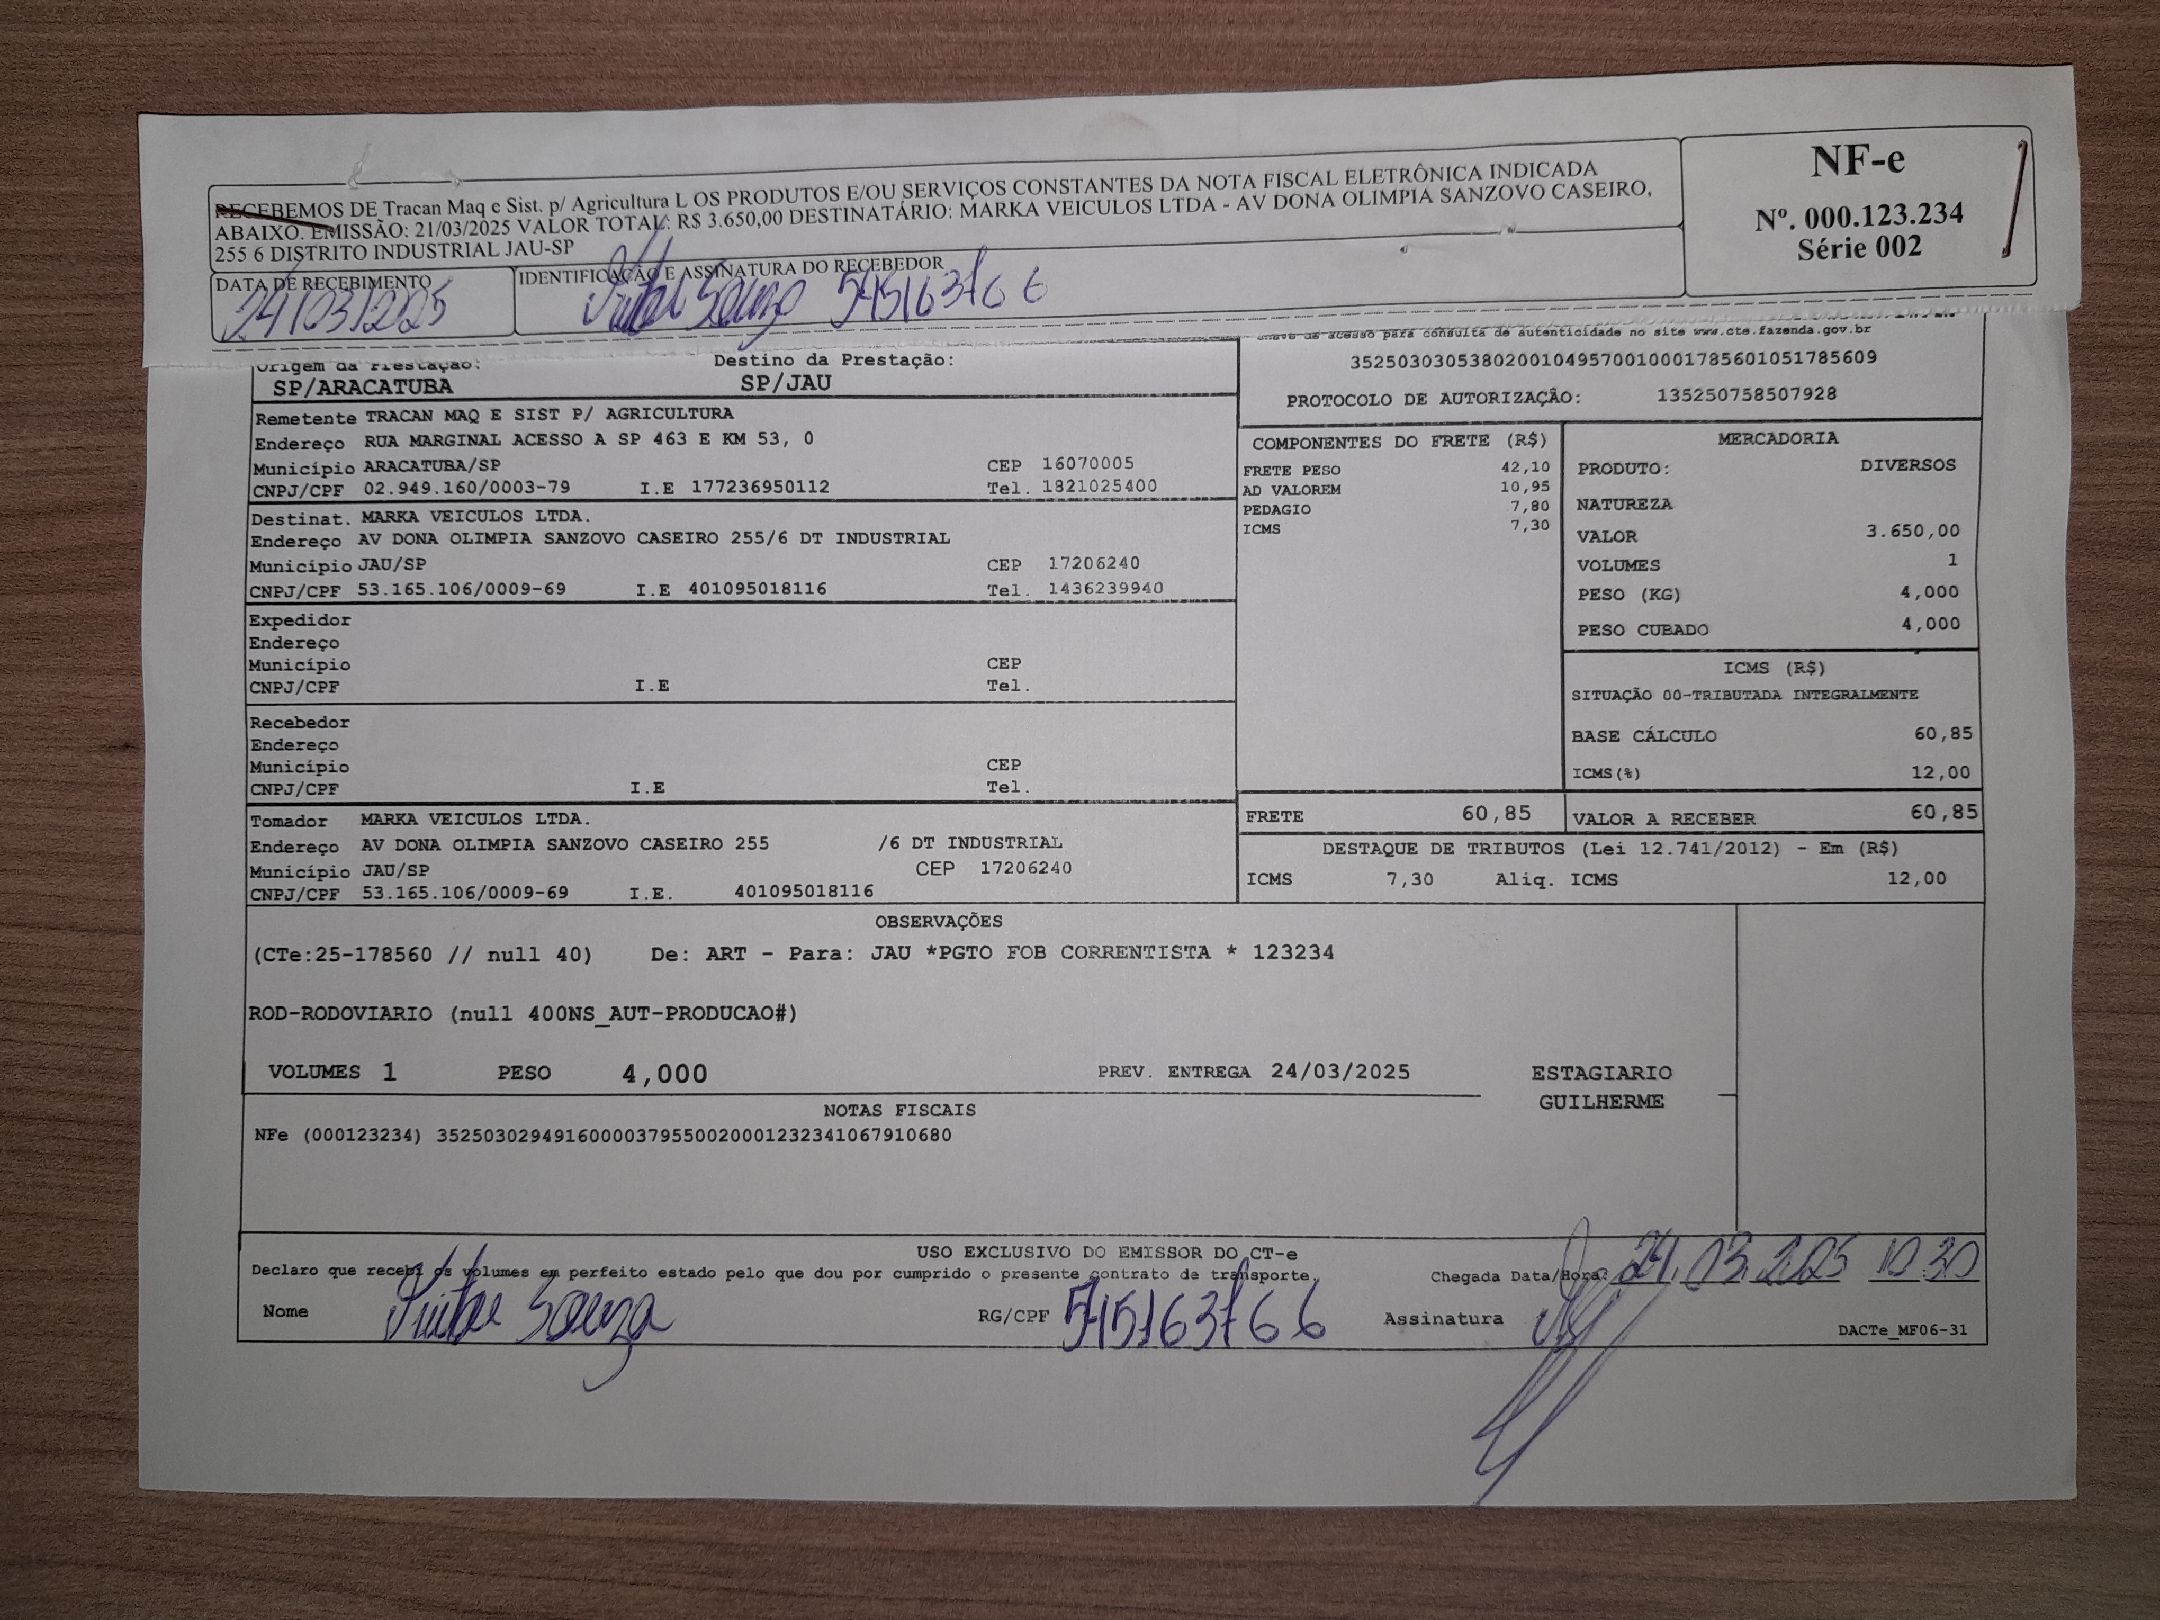 RECEBEMOS DE Tracan Maq e Sist. p/ Agricultura L OS PRODUTOS E/OU SERVIÇOS CONSTANTES DA NOTA FISCAL ELETRÔNICA INDICADA
ABAIXO. EMISSÃO: 21/03/2025 VALOR TOTAL: R$ 3.650,00 DESTINATÁRIO: MARKA VEICULOS LTDA - AV DONA OLIMPIA SANZOVO CASEIRO,
255 6 DISTRITO INDUSTRIAL JAU-SP
DATA DE RECEBIMENTO
24/03/2025
IDENTIFICAÇÃO E ASSINATURA DO RECEBEDOR
Souza
NF-e
Nº. 000.123.234
Série 002
de acesso para consulta de autenticidade no site www.cte.fazenda.gov.br
35250303053802001049570010001785601051785609
PROTOCOLO DE AUTORIZAÇÃO: 135250758507928
Origem da Prestação: Destino da Prestação:
SP/ARACATUBA SP/JAU
Remetente TRACAN MAQ E SIST P/ AGRICULTURA
Endereço RUA MARGINAL ACESSO A SP 463 E KM 53, 0
Município ARACATUBA/SP CEP 16070005
CNPJ/CPF 02.949.160/0003-79 I.E 177236950112 Tel. 1821025400
Destinat. MARKA VEICULOS LTDA.
Endereço AV DONA OLIMPIA SANZOVO CASEIRO 255/6 DT INDUSTRIAL
Município JAU/SP CEP 17206240
CNPJ/CPF 53.165.106/0009-69 I.E 401095018116 Tel. 1436239940
Expedidor
Endereço
Município CEP
CNPJ/CPF I.E Tel.
Recebedor
Endereço
Município CEP
CNPJ/CPF I.E Tel.
Tomador MARKA VEICULOS LTDA.
Endereço AV DONA OLIMPIA SANZOVO CASEIRO 255 /6 DT INDUSTRIAL
Município JAU/SP CEP 17206240
CNPJ/CPF 53.165.106/0009-69 I.E. 401095018116
COMPONENTES DO FRETE (R$)
FRETE PESO 42,10
AD VALOREM 10,95
PEDAGIO 7,80
ICMS 7,30
MERCADORIA
PRODUTO: DIVERSOS
NATUREZA
VALOR 3.650,00
VOLUMES 1
PESO (KG) 4,000
PESO CUBADO 4,000
ICMS (R$)
SITUAÇÃO 00-TRIBUTADA INTEGRALMENTE
BASE CÁLCULO 60,85
ICMS(%) 12,00
FRETE 60,85 VALOR A RECEBER 60,85
DESTAQUE DE TRIBUTOS (Lei 12.741/2012) - Em (R$)
ICMS 7,30 Aliq. ICMS 12,00
OBSERVAÇÕES
(CTe:25-178560 // null 40) De: ART - Para: JAU *PGTO FOB CORRENTISTA * 123234
ROD-RODOVIARIO (null 400NS_AUT-PRODUCAO#)
VOLUMES 1 PESO 4,000 PREV. ENTREGA 24/03/2025 ESTAGIARIO
GUILHERME
NOTAS FISCAIS
NFe (000123234) 35250302949160000379550020001232341067910680
USO EXCLUSIVO DO EMISSOR DO CT-e
Declaro que recebi os volumes em perfeito estado pelo que dou por cumprido o presente contrato de transporte.
Chegada Data/Hora: 24.03.2025 10 30
Nome Souza RG/CPF Assinatura
DACTe_MF06-31